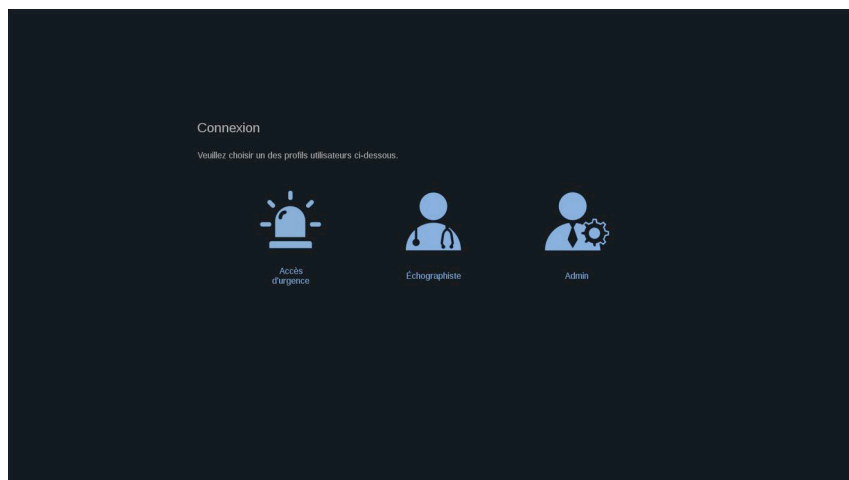 Connexion
Veuillez choisir un des profils utilisateurs ci-dessous.
Accès
d'urgence
Échographiste
Admin